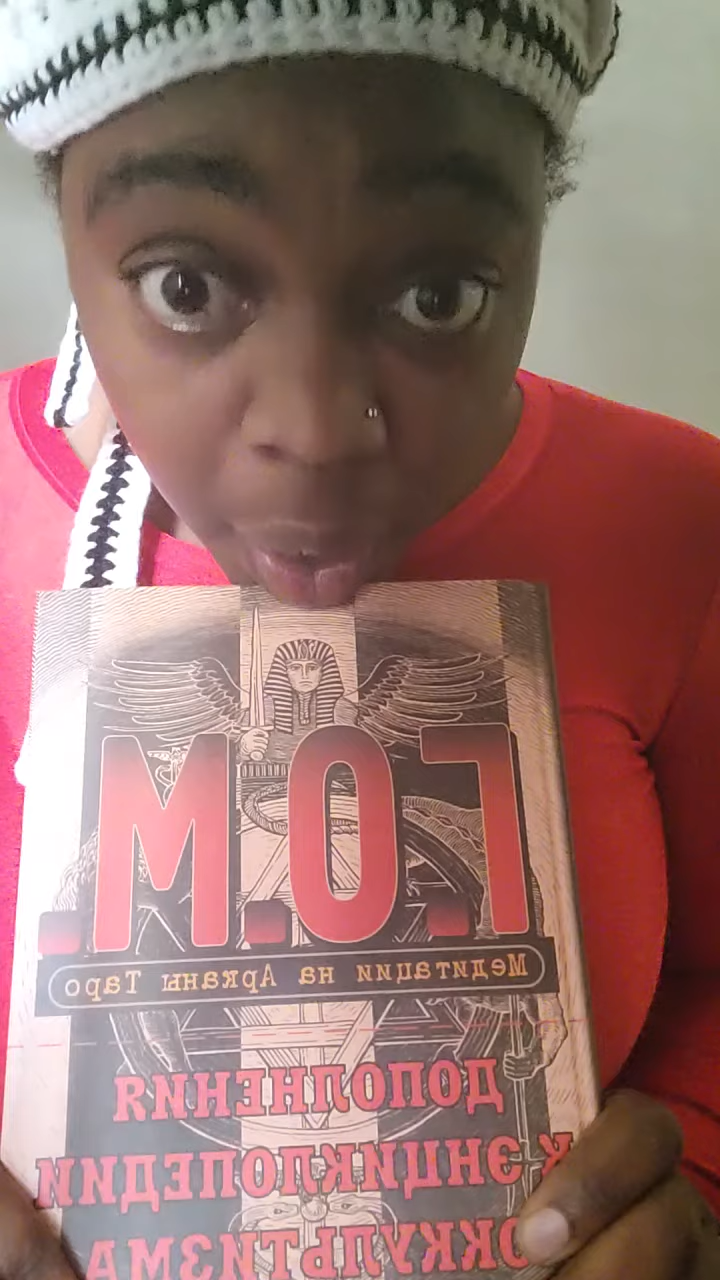 Г.О.М.
Медитации на Арканы Таро
ДОПОЛНЕНИЯ
К ЭНЦИКЛОПЕДИИ
ОККУЛЬТИЗМА